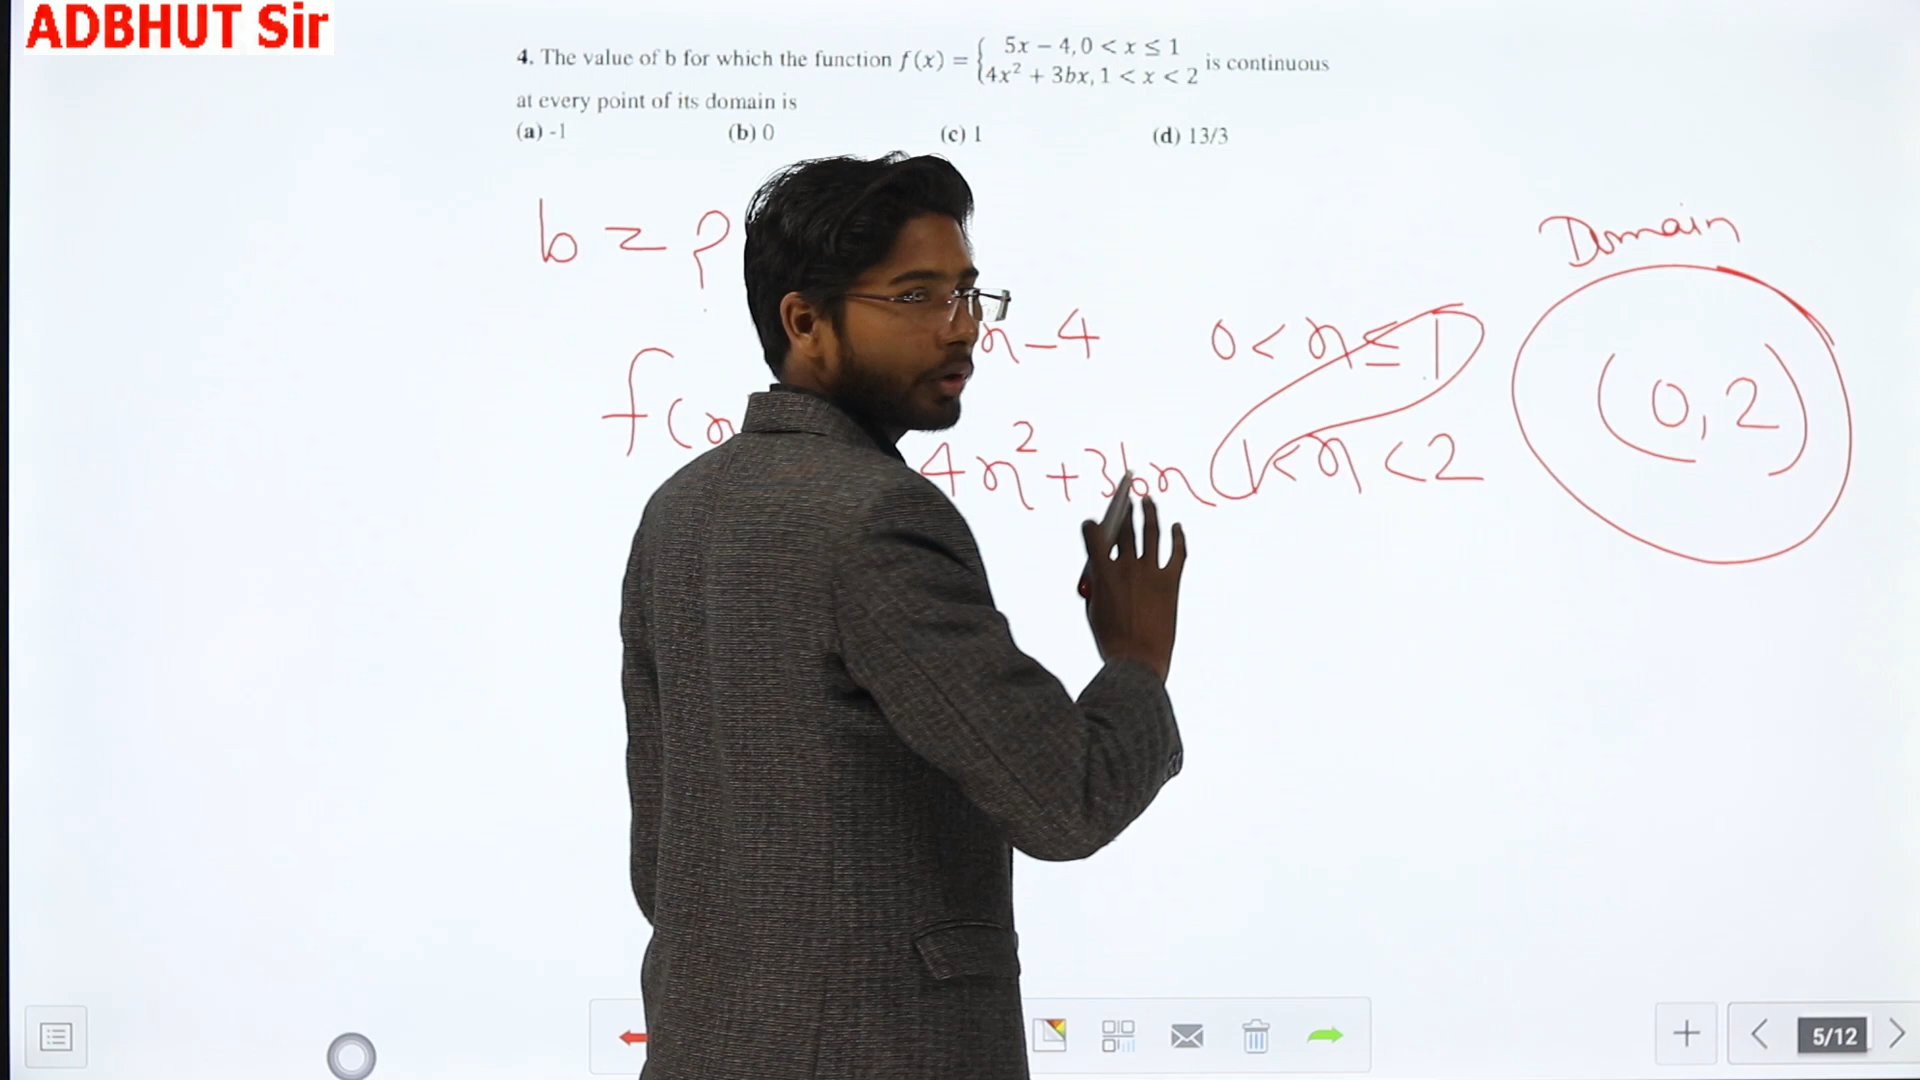 ADBHUT Sir
4. The value of b for which the function f(x) = { 5x − 4, 0 < x ≤ 1
4x² + 3bx, 1 < x < 2 is continuous
at every point of its domain is
(a) -1 (b) 0 (c) 1 (d) 13/3
b = ?
Domain
x − 4 0 < x ≤ 1
f(x
(0, 2)
4x² + 3bx 1 < x < 2
5/12